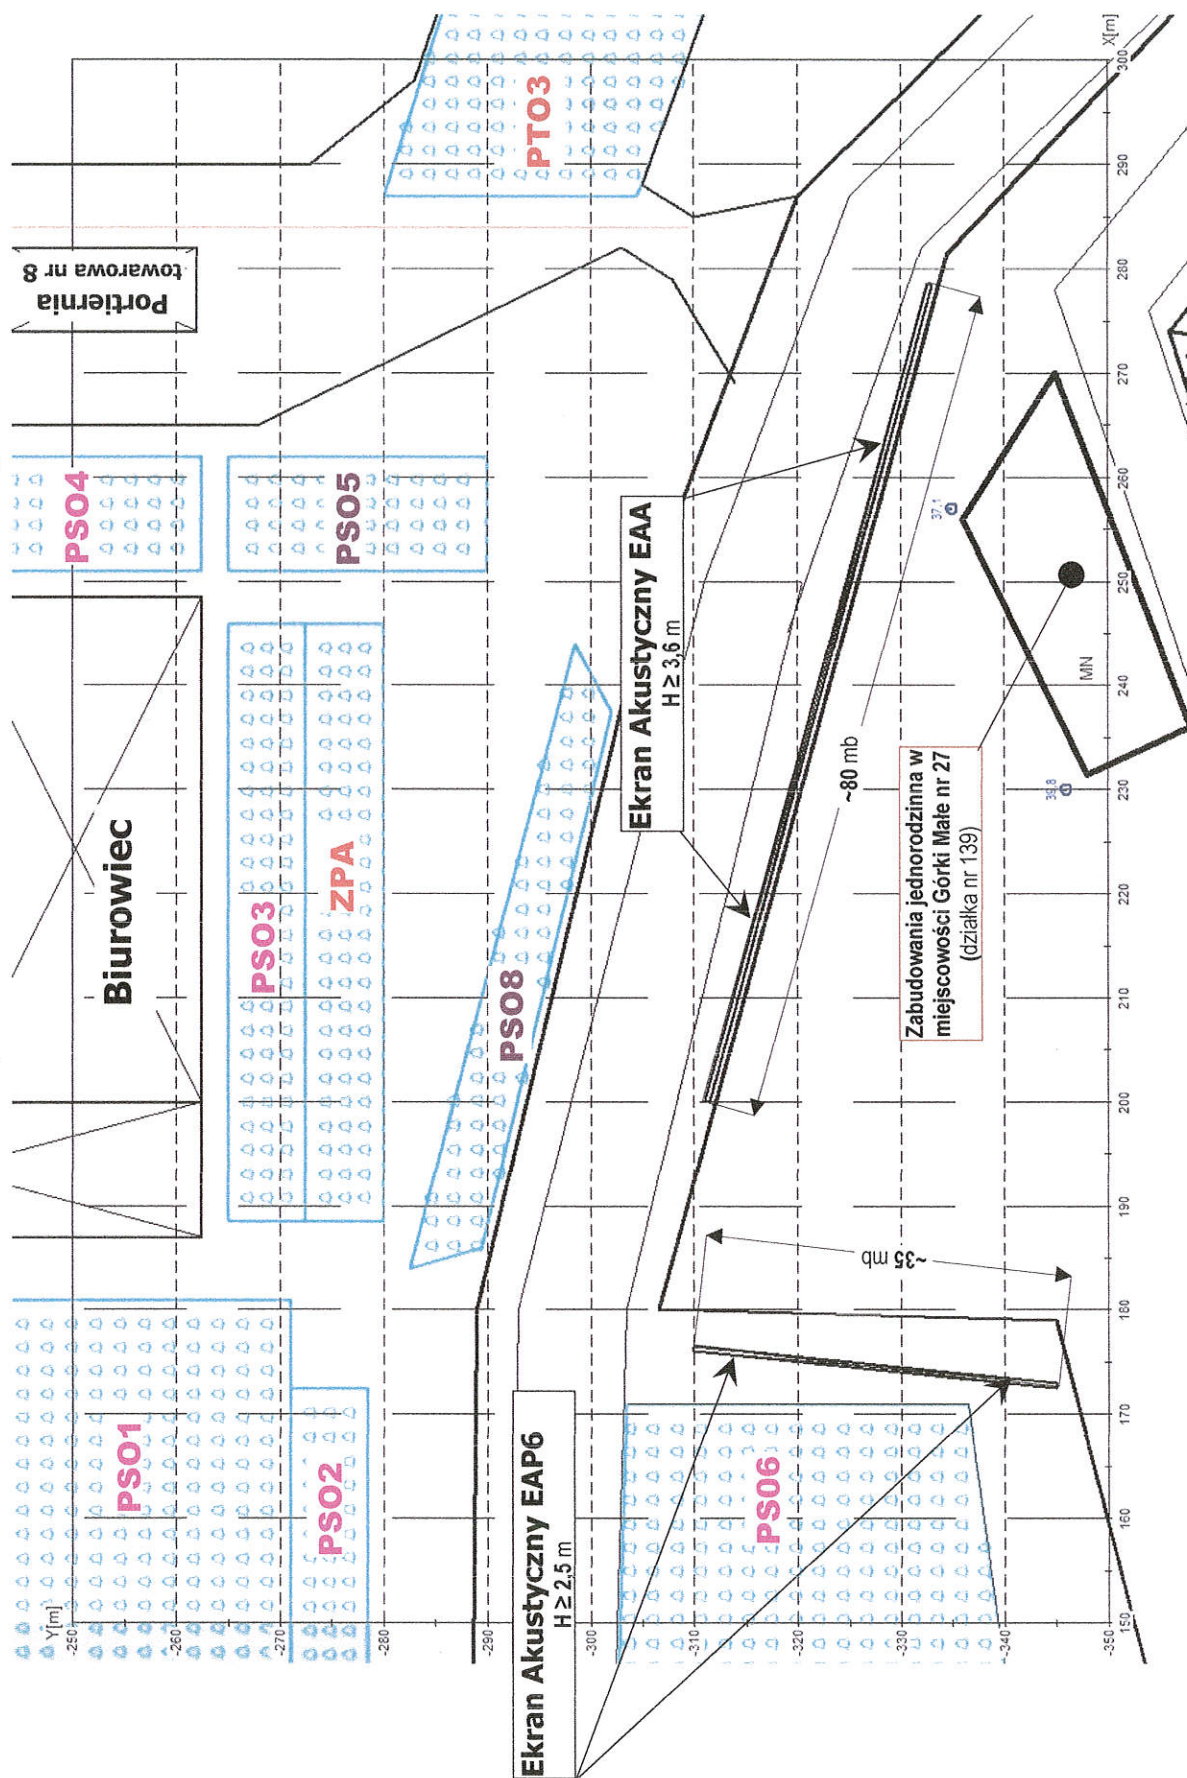 Y[m]
-250
-260
-270
-280
-290
-300
-310
-320
-330
-340
-350
150
160
170
180
190
200
210
220
230
240
250
260
270
280
290
300
X[m]
PSO1
PSO2
PSO3
ZPA
PSO4
PSO5
PSO8
PSO6
PTO3
Biurowiec
Portiernia
towarowa nr 8
Ekran Akustyczny EAP6
H ≥ 2,5 m
Ekran Akustyczny EAA
H ≥ 3,6 m
~35 mb
~80 mb
Zabudowania jednorodzinna w
miejscowości Górki Małe nr 27
(działka nr 139)
MN
37.1
39.8